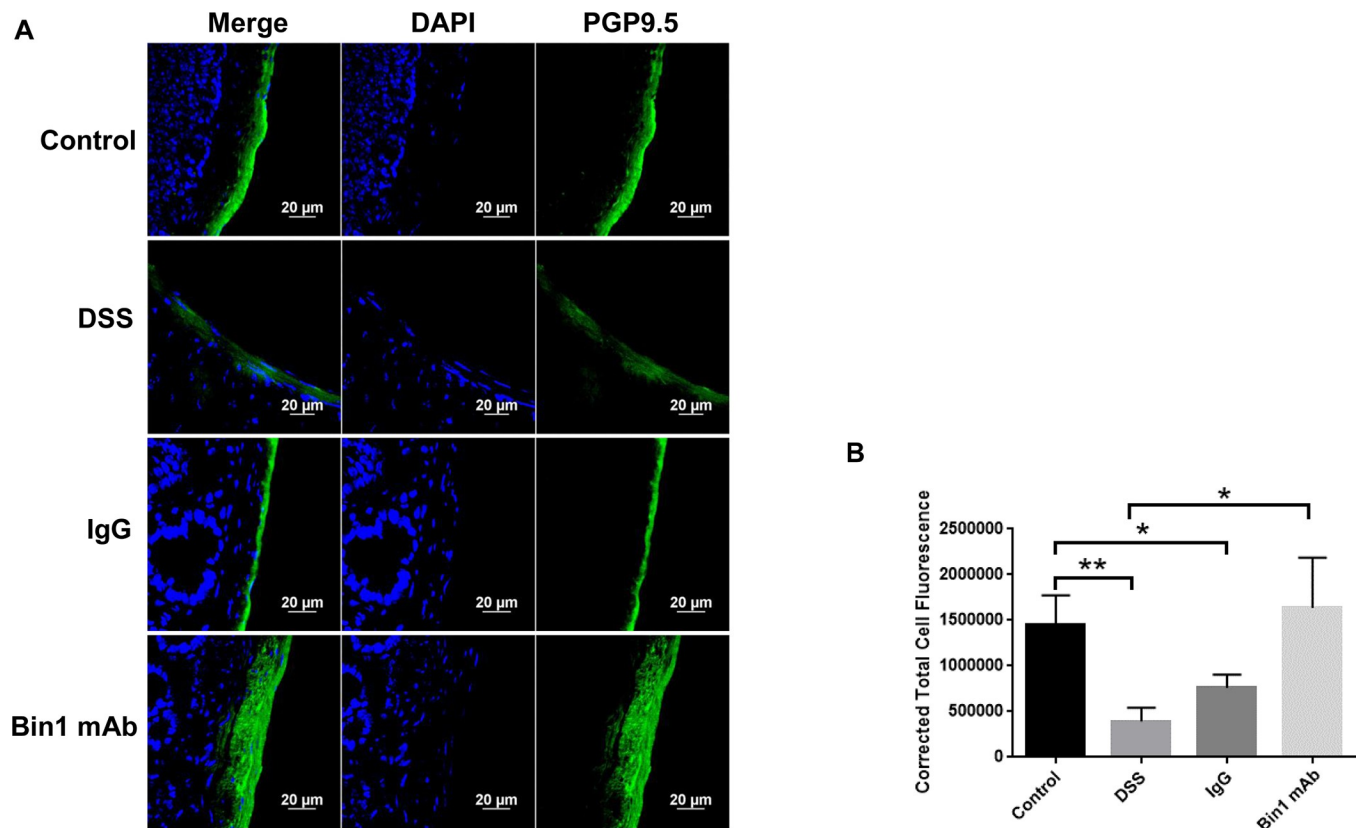 A
Merge DAPI PGP9.5
Control
20 µm 20 µm 20 µm
DSS
20 µm 20 µm 20 µm
IgG
20 µm 20 µm 20 µm
Bin1 mAb
20 µm 20 µm 20 µm
B
Corrected Total Cell Fluorescence
2500000
2000000
1500000
1000000
500000
0
*
*
**
Control DSS IgG Bin1 mAb